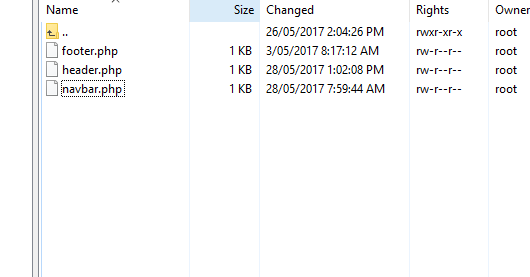 Name Size Changed Rights Owner
.. 26/05/2017 2:04:26 PM rwxr-xr-x root
footer.php 1 KB 3/05/2017 8:17:12 AM rw-r--r-- root
header.php 1 KB 28/05/2017 1:02:08 PM rw-r--r-- root
navbar.php 1 KB 28/05/2017 7:59:44 AM rw-r--r-- root